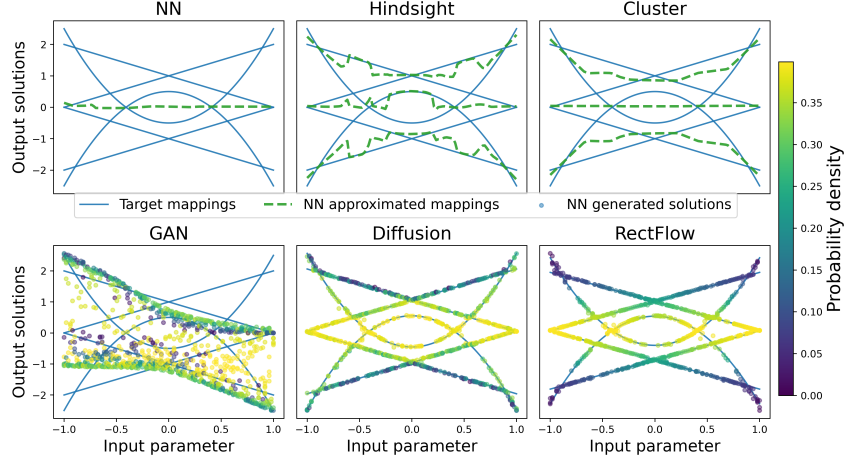 NN Hindsight Cluster
Output solutions
2
1
0
−1
−2
Target mappings NN approximated mappings NN generated solutions
GAN Diffusion RectFlow
Output solutions
2
1
0
−1
−2
−1.0 −0.5 0.0 0.5 1.0 −1.0 −0.5 0.0 0.5 1.0 −1.0 −0.5 0.0 0.5 1.0
Input parameter Input parameter Input parameter
0.35
0.30
0.25
0.20
0.15
0.10
0.05
0.00
Probability density